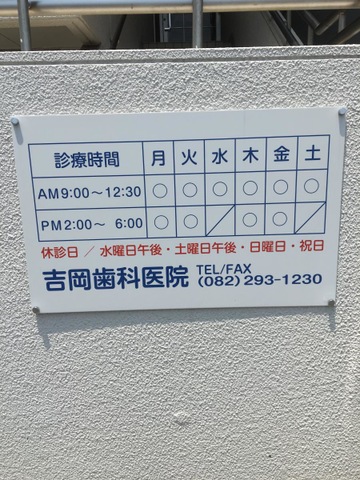 診療時間 月 火 水 木 金 土
AM9:00～12:30 ○ ○ ○ ○ ○ ○
PM2:00～ 6:00 ○ ○ ／ ○ ○ ／
休診日／水曜日午後・土曜日午後・日曜日・祝日
吉岡歯科医院 TEL/FAX
(082)293-1230